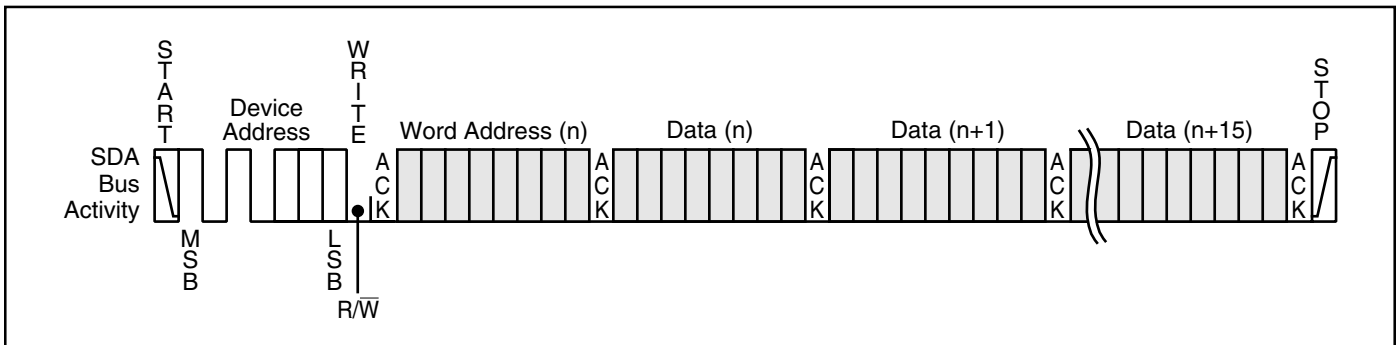 START
Device
Address
WRITE
Word Address (n)
Data (n)
Data (n+1)
Data (n+15)
STOP
SDA
Bus
Activity
ACK
ACK
ACK
ACK
ACK
MSB
LSB
R/W̅